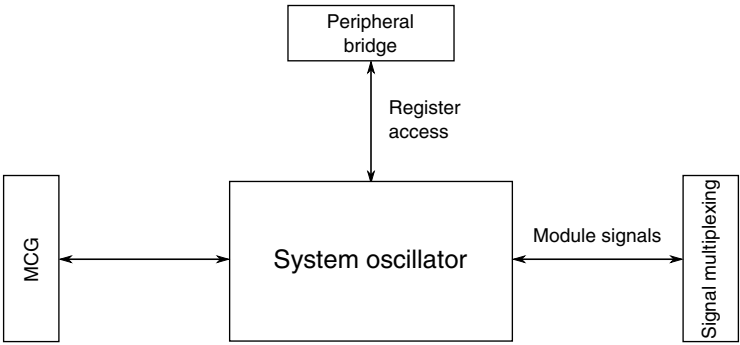 Peripheral
bridge
Register
access
MCG
System oscillator
Module signals
Signal multiplexing